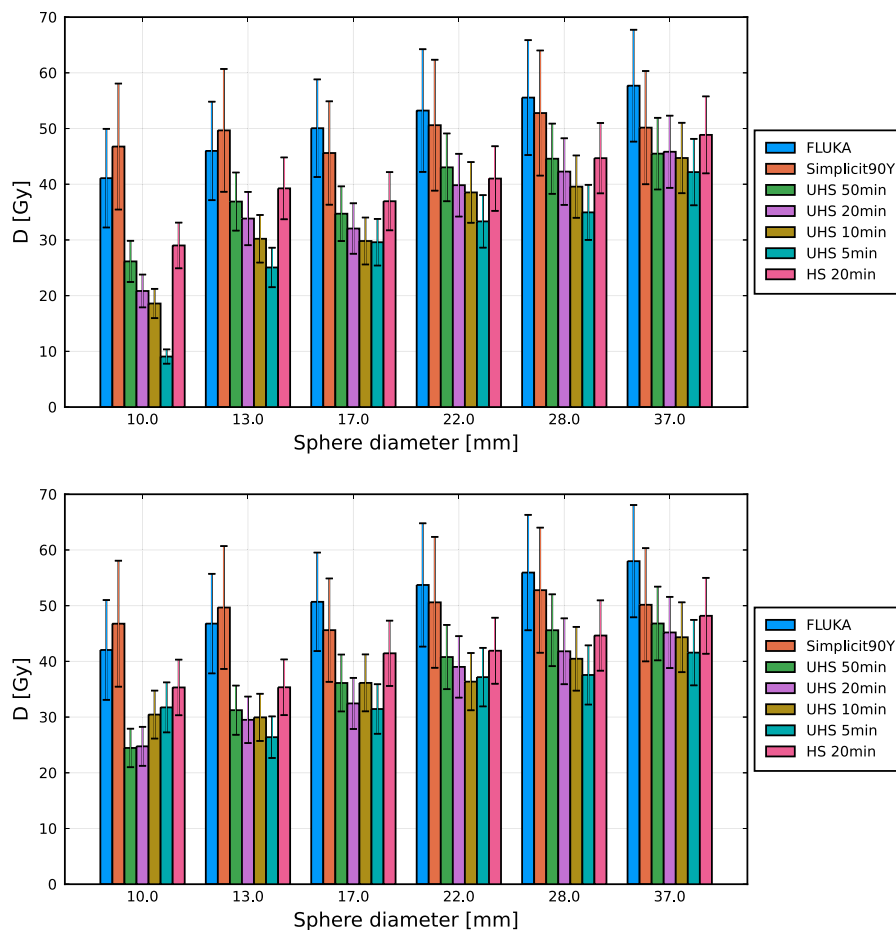 70
60
50
40
30
20
10
0
D [Gy]
10.0 13.0 17.0 22.0 28.0 37.0
Sphere diameter [mm]
FLUKA
Simplicit90Y
UHS 50min
UHS 20min
UHS 10min
UHS 5min
HS 20min
70
60
50
40
30
20
10
0
D [Gy]
10.0 13.0 17.0 22.0 28.0 37.0
Sphere diameter [mm]
FLUKA
Simplicit90Y
UHS 50min
UHS 20min
UHS 10min
UHS 5min
HS 20min